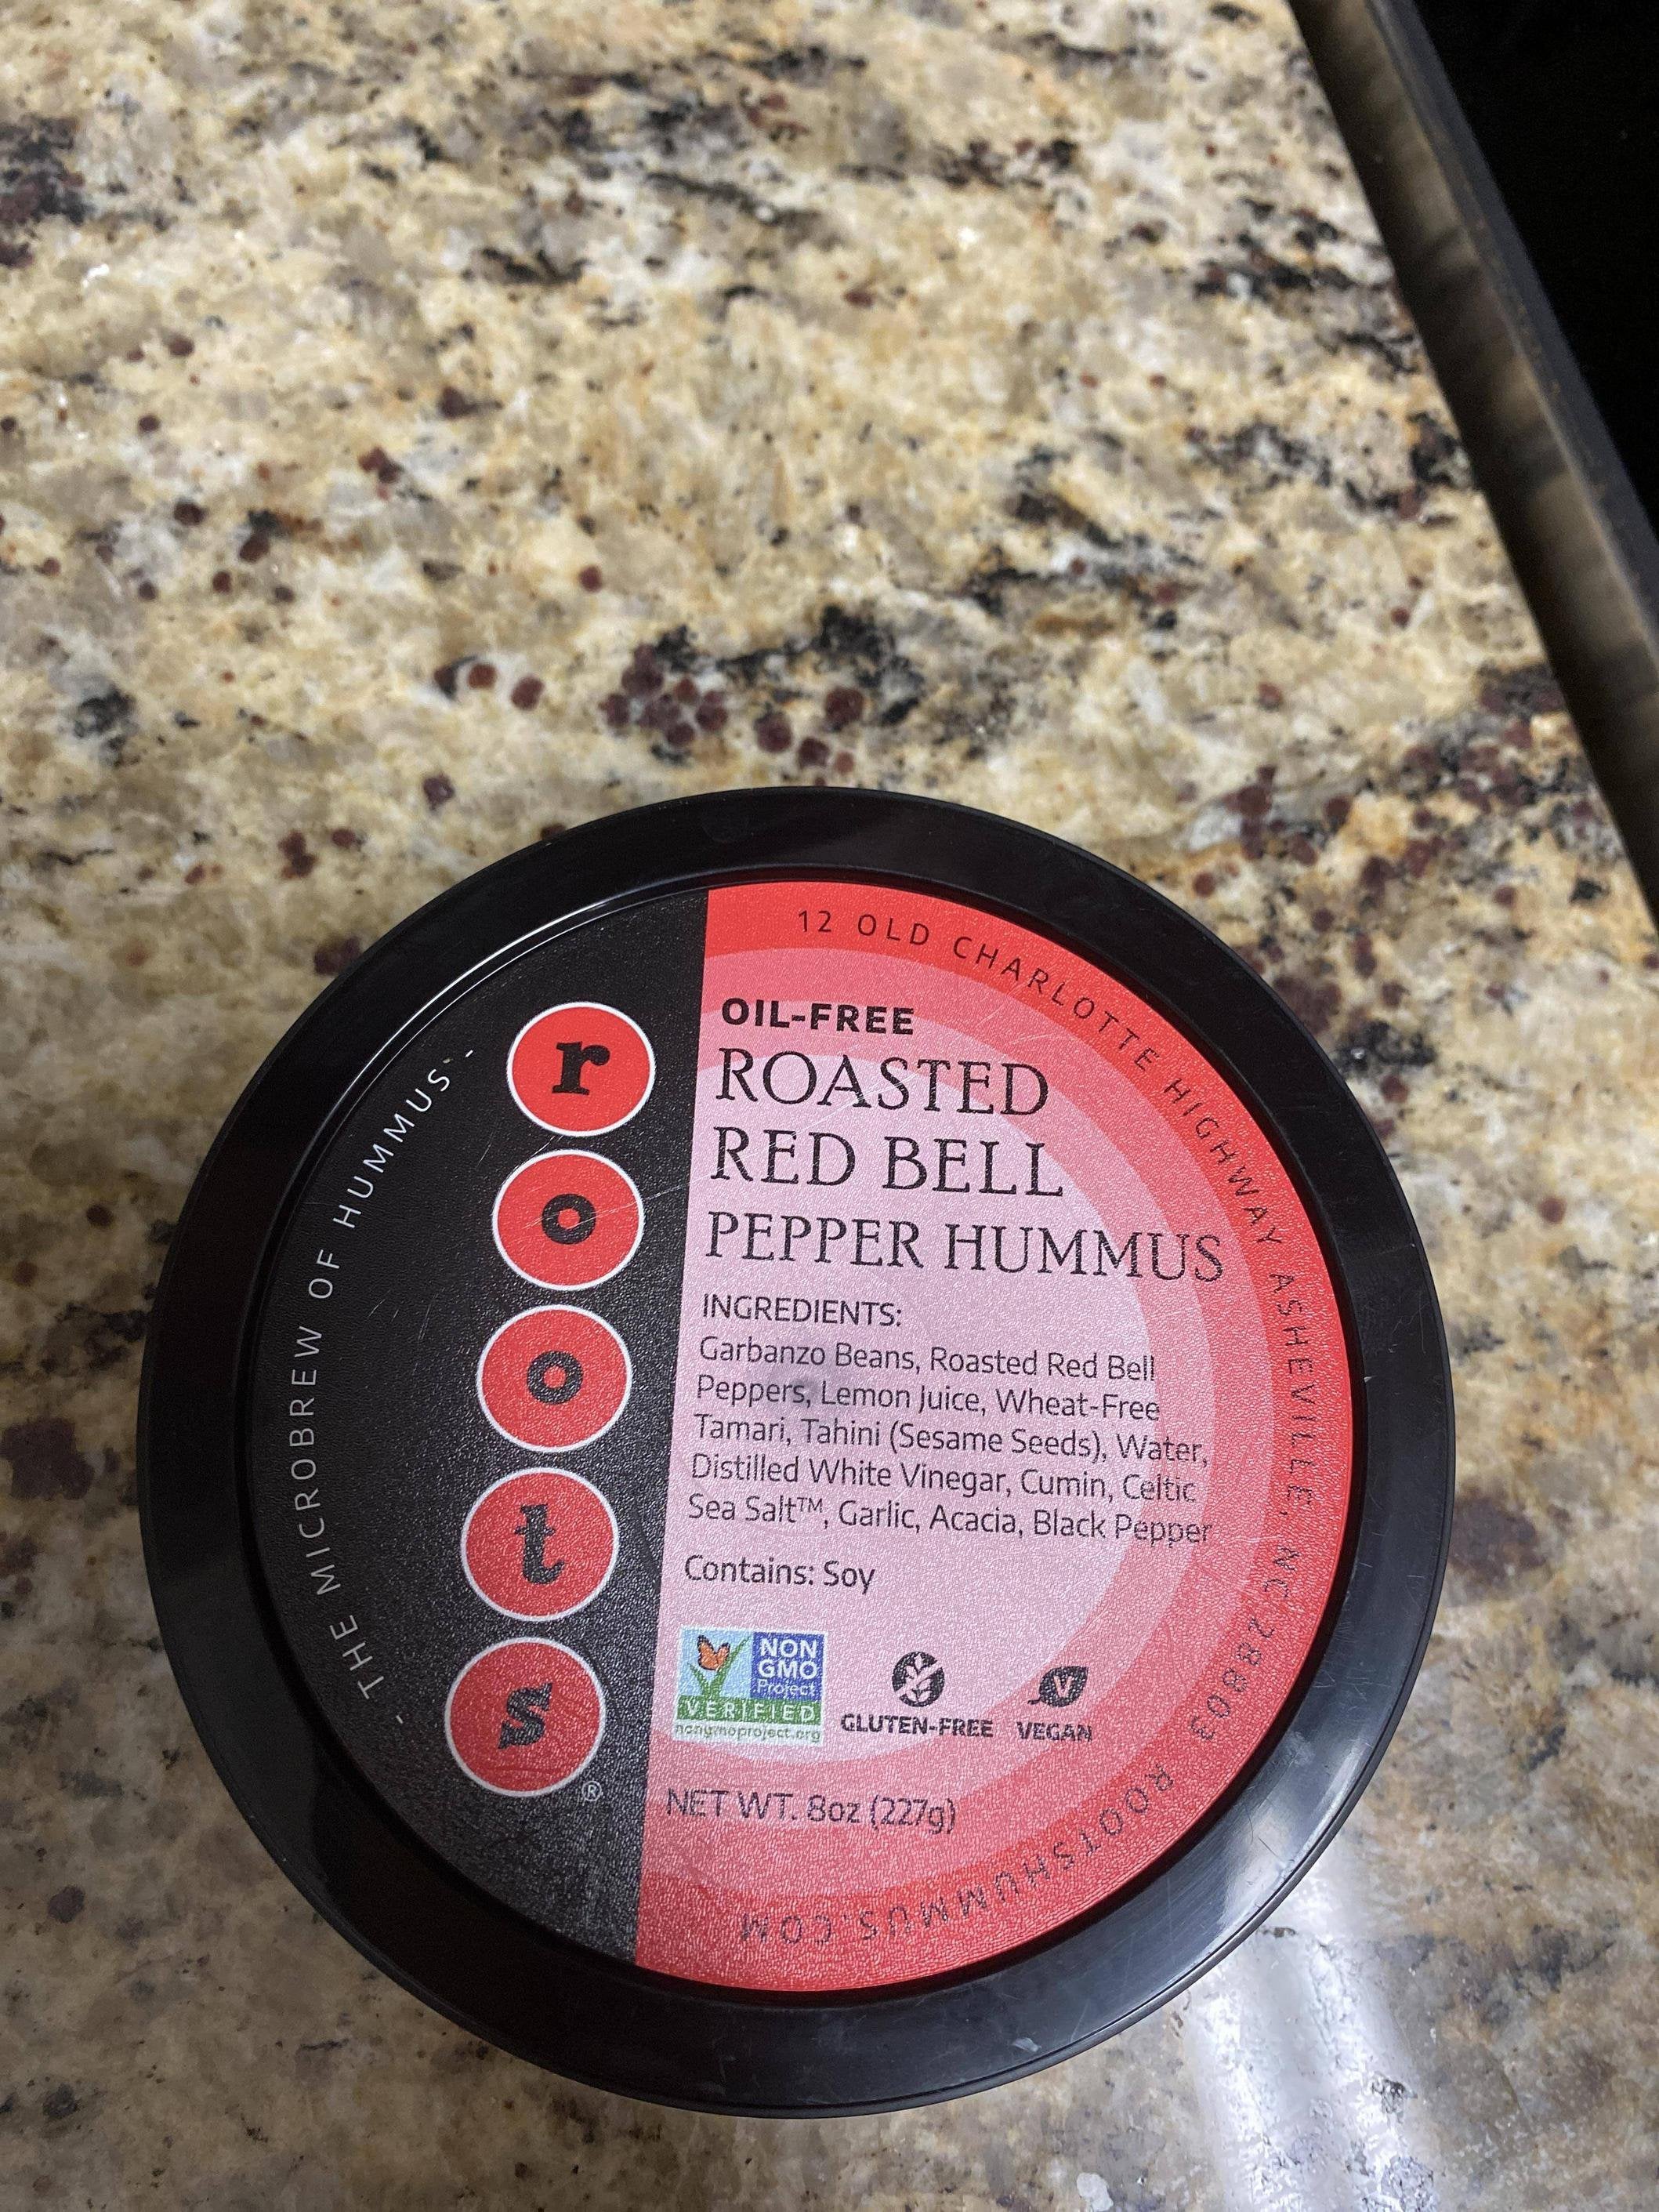 - THE MICROBREW OF HUMMUS -
roots®
12 OLD CHARLOTTE HIGHWAY ASHEVILLE, NC 28803 ROOTSHUMMUS.COM
OIL-FREE
ROASTED
RED BELL
PEPPER HUMMUS
INGREDIENTS:
Garbanzo Beans, Roasted Red Bell
Peppers, Lemon Juice, Wheat-Free
Tamari, Tahini (Sesame Seeds), Water,
Distilled White Vinegar, Cumin, Celtic
Sea Salt™, Garlic, Acacia, Black Pepper
Contains: Soy
NON
GMO
Project
VERIFIED
nongmoproject.org
GLUTEN-FREE
V
VEGAN
NET WT. 8oz (227g)